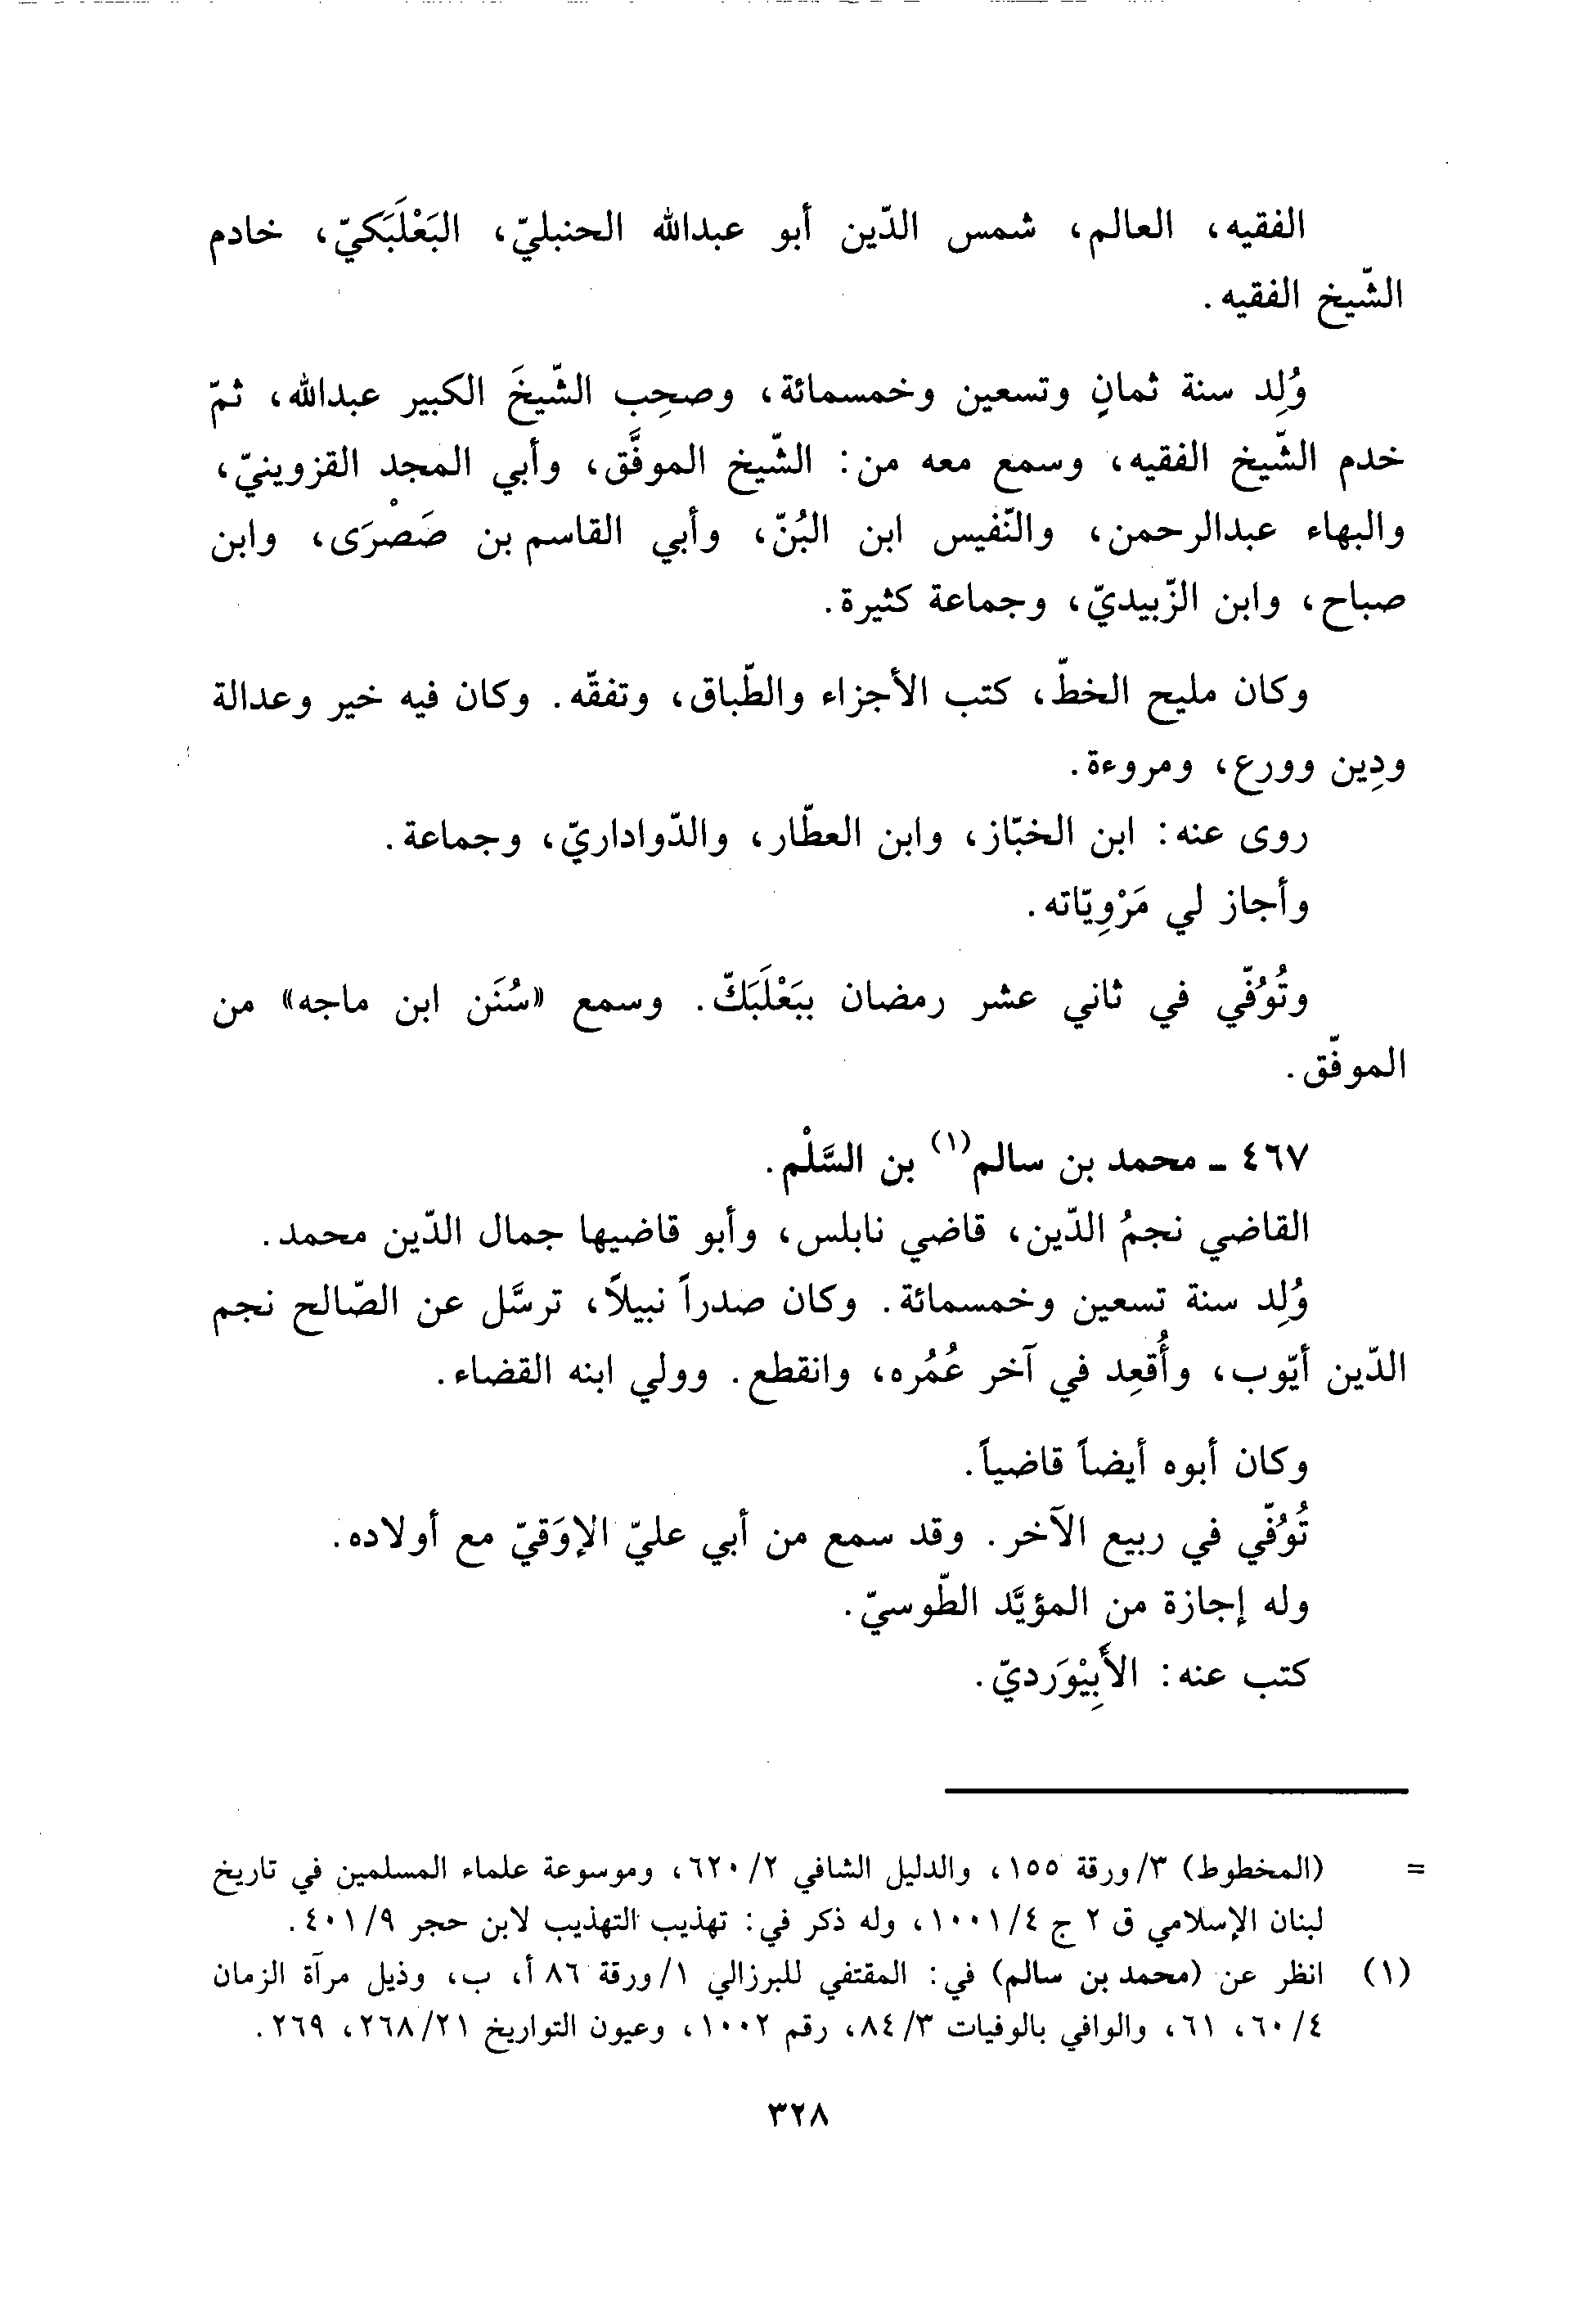 الفقيه، العالم، شمس الدّين أبو عبدالله الحنبليّ، البَعْلَبَكيّ، خادم
الشّيخ الفقيه.
وُلِد سنة ثمانٍ وتسعين وخمسمائة، وصحِب الشّيخَ الكبير عبدالله، ثمّ
خدم الشّيخ الفقيه، وسمع معه من: الشّيخ الموفَّق، وأبي المجد القزوينيّ،
والبهاء عبدالرحمن، والنّفيس ابن البُنّ، وأبي القاسم بن صَصْرَى، وابن
صباح، وابن الزّبيديّ، وجماعة كثيرة.
وكان مليح الخطّ، كتب الأجزاء والطّباق، وتفقّه. وكان فيه خير وعدالة
ودِين وورع، ومروءة.
روى عنه: ابن الخبّاز، وابن العطّار، والدّواداريّ، وجماعة.
وأجاز لي مَرْوِيّاته.
وتُوُفّي في ثاني عشر رمضان ببَعْلَبَكّ. وسمع «سُنَن ابن ماجه» من
الموفّق.
٤٦٧ ـ محمد بن سالم(١) بن السَّلْم.
القاضي نجمُ الدّين، قاضي نابلس، وأبو قاضيها جمال الدّين محمد.
وُلِد سنة تسعين وخمسمائة. وكان صدراً نبيلاً، ترسَّل عن الصّالح نجم
الدّين أيّوب، وأُقعِد في آخر عُمُره، وانقطع. وولي ابنه القضاء.
وكان أبوه أيضاً قاضياً.
تُوُفّي في ربيع الآخر. وقد سمع من أبي عليّ الإوَقيّ مع أولاده.
وله إجازة من المؤيَّد الطّوسيّ.
كتب عنه: الأَبِيْوَرديّ.
= (المخطوط) ٣/ورقة ١٥٥، والدليل الشافي ٦٢٠/٢، وموسوعة علماء المسلمين في تاريخ
لبنان الإسلامي ق ٢ ج ١٠٠١/٤، وله ذكر في: تهذيب التهذيب لابن حجر ٤٠١/٩.
(١) انظر عن (محمد بن سالم) في: المقتفي للبرزالي ١/ورقة ٨٦ أ، ب، وذيل مرآة الزمان
٦٠/٤، ٦١، والوافي بالوفيات ٨٤/٣، رقم ١٠٠٢، وعيون التواريخ ٢٦٨/٢١، ٢٦٩.
٣٢٨